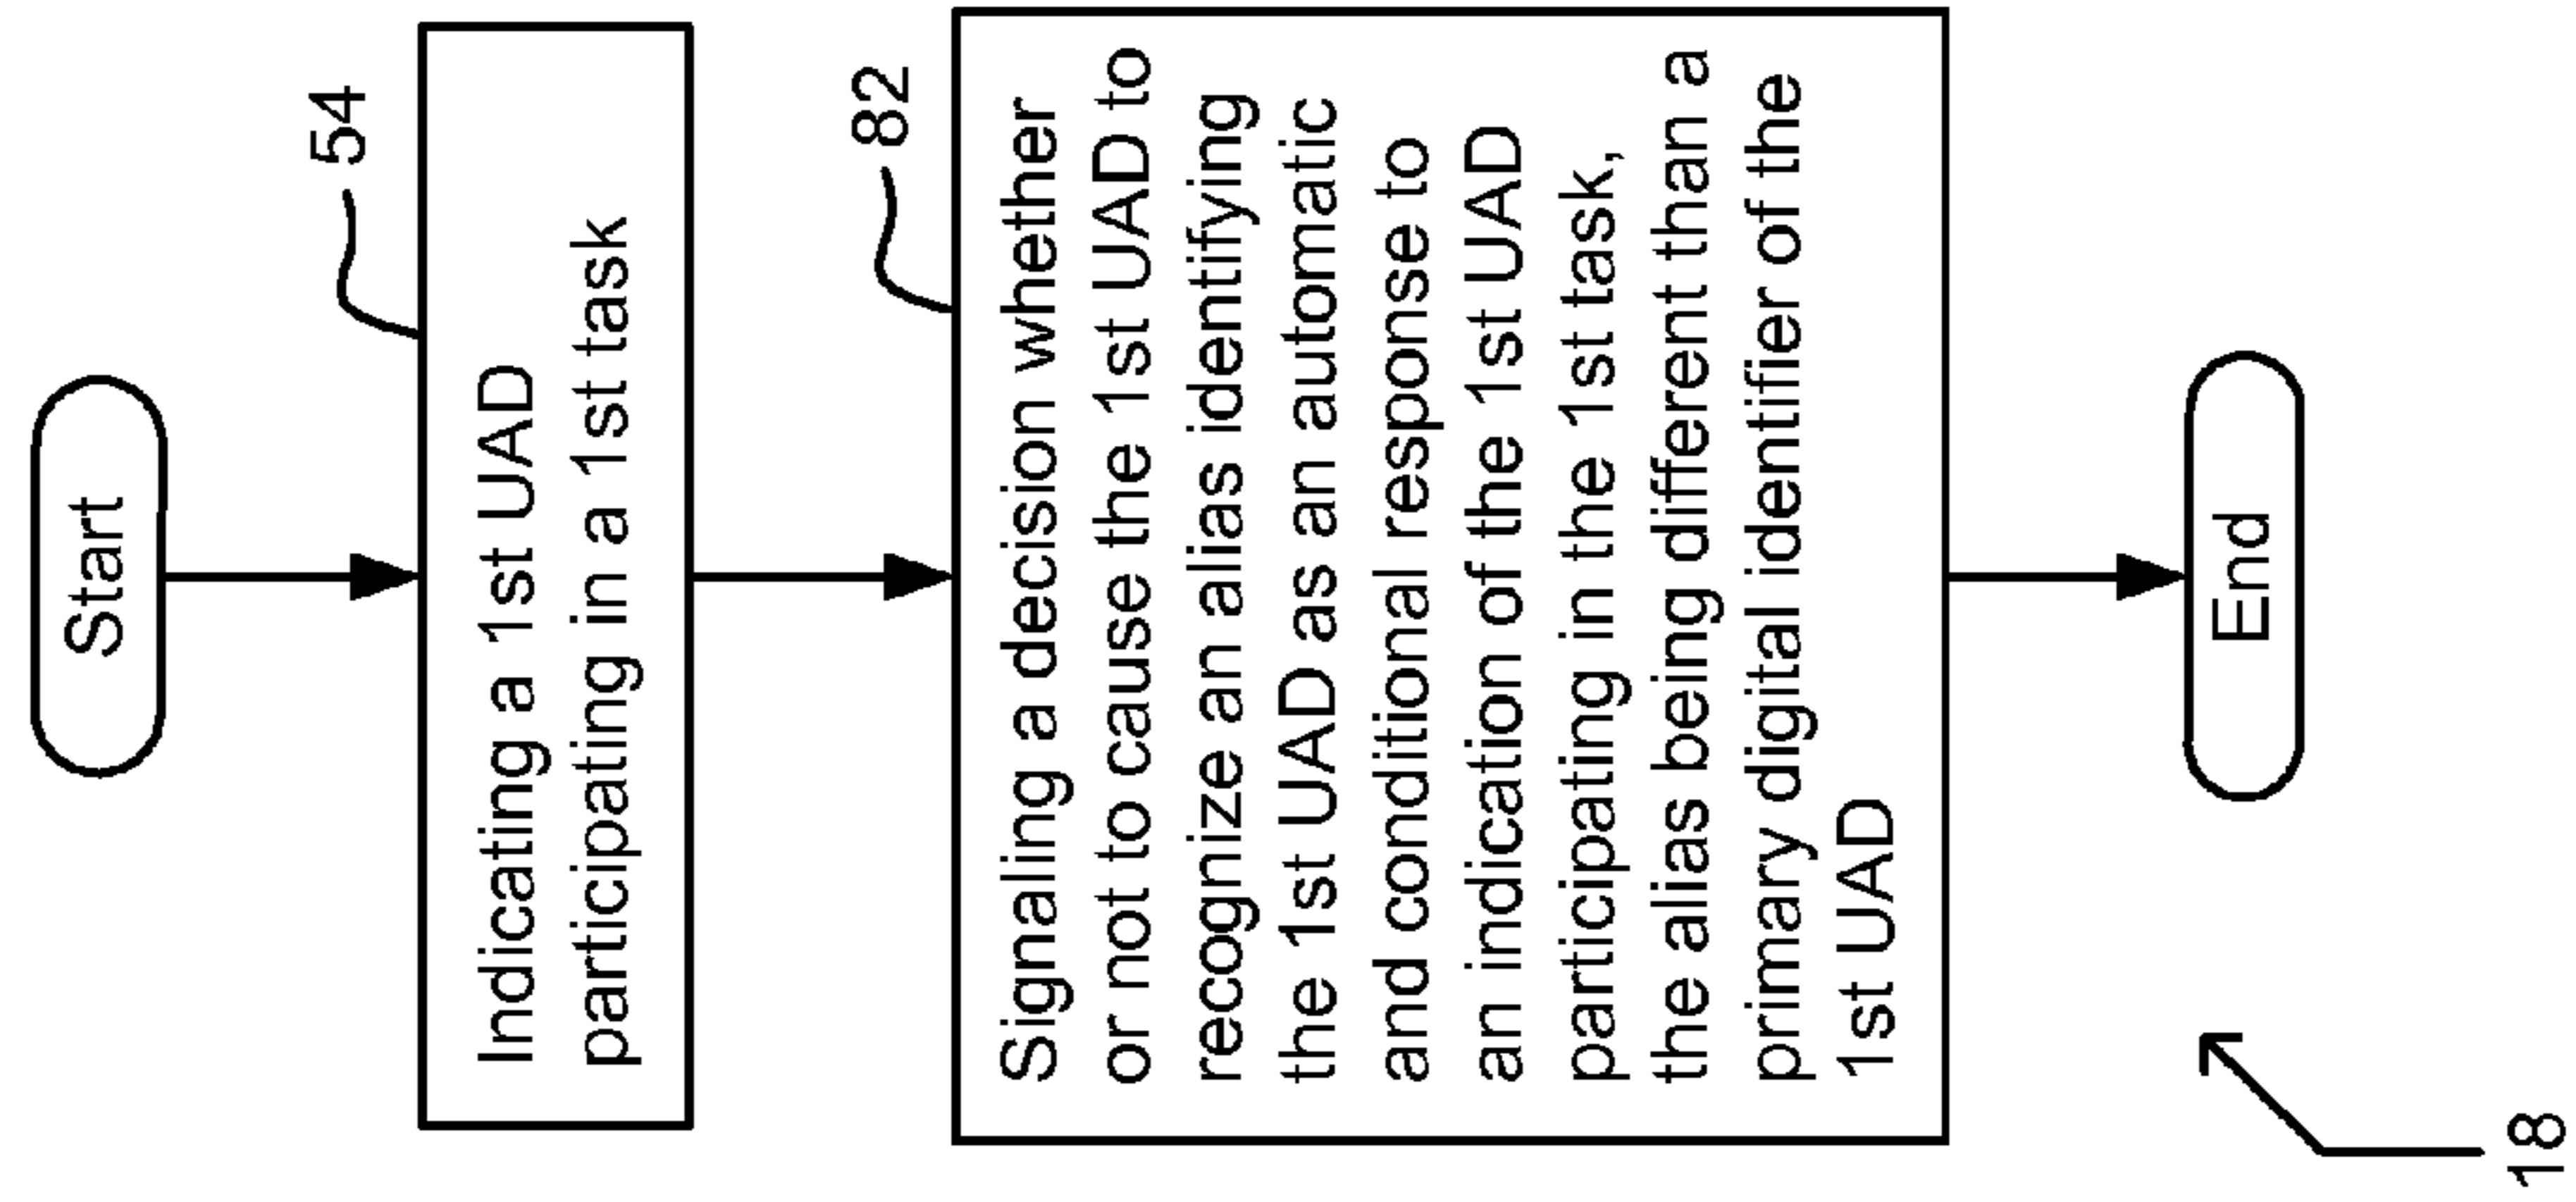 Start
54
Indicating a 1st UAD
participating in a 1st task
82
Signaling a decision whether
or not to cause the 1st UAD to
recognize an alias identifying
the 1st UAD as an automatic
and conditional response to
an indication of the 1st UAD
participating in the 1st task,
the alias being different than a
primary digital identifier of the
1st UAD
End
18